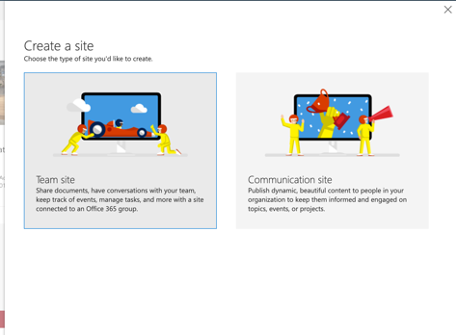 Create a site
Choose the type of site you'd like to create.
Team site
Share documents, have conversations with your team,
keep track of events, manage tasks, and more with a site
connected to an Office 365 group.
Communication site
Publish dynamic, beautiful content to people in your
organization to keep them informed and engaged on
topics, events, or projects.